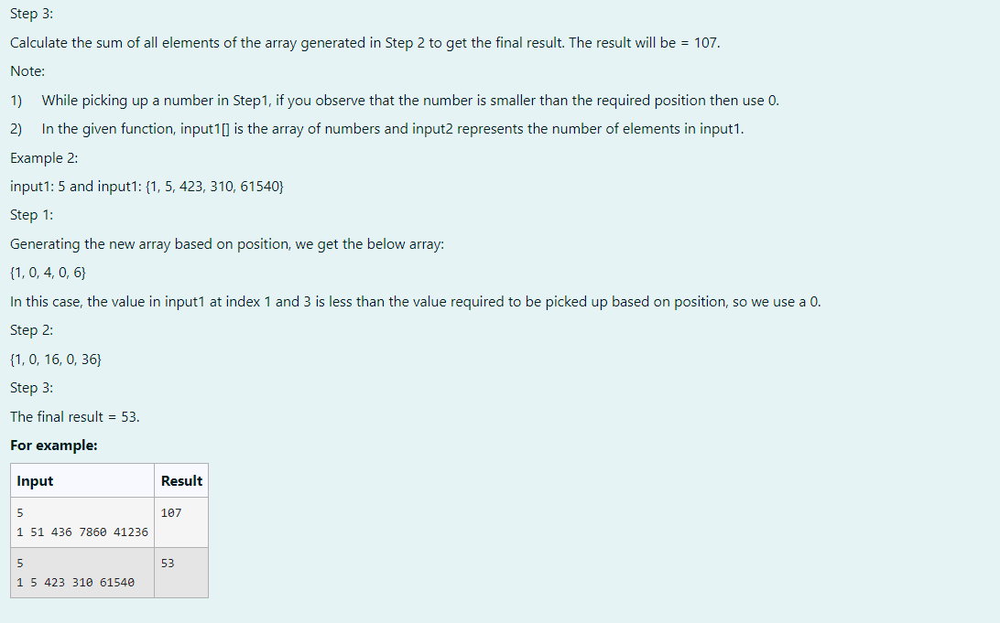 Step 3:
Calculate the sum of all elements of the array generated in Step 2 to get the final result. The result will be = 107.
Note:
1) While picking up a number in Step1, if you observe that the number is smaller than the required position then use 0.
2) In the given function, input1[] is the array of numbers and input2 represents the number of elements in input1.
Example 2:
input1: 5 and input1: {1, 5, 423, 310, 61540}
Step 1:
Generating the new array based on position, we get the below array:
{1, 0, 4, 0, 6}
In this case, the value in input1 at index 1 and 3 is less than the value required to be picked up based on position, so we use a 0.
Step 2:
{1, 0, 16, 0, 36}
Step 3:
The final result = 53.
For example:
Input Result
5 107
1 51 436 7860 41236
5 53
1 5 423 310 61540